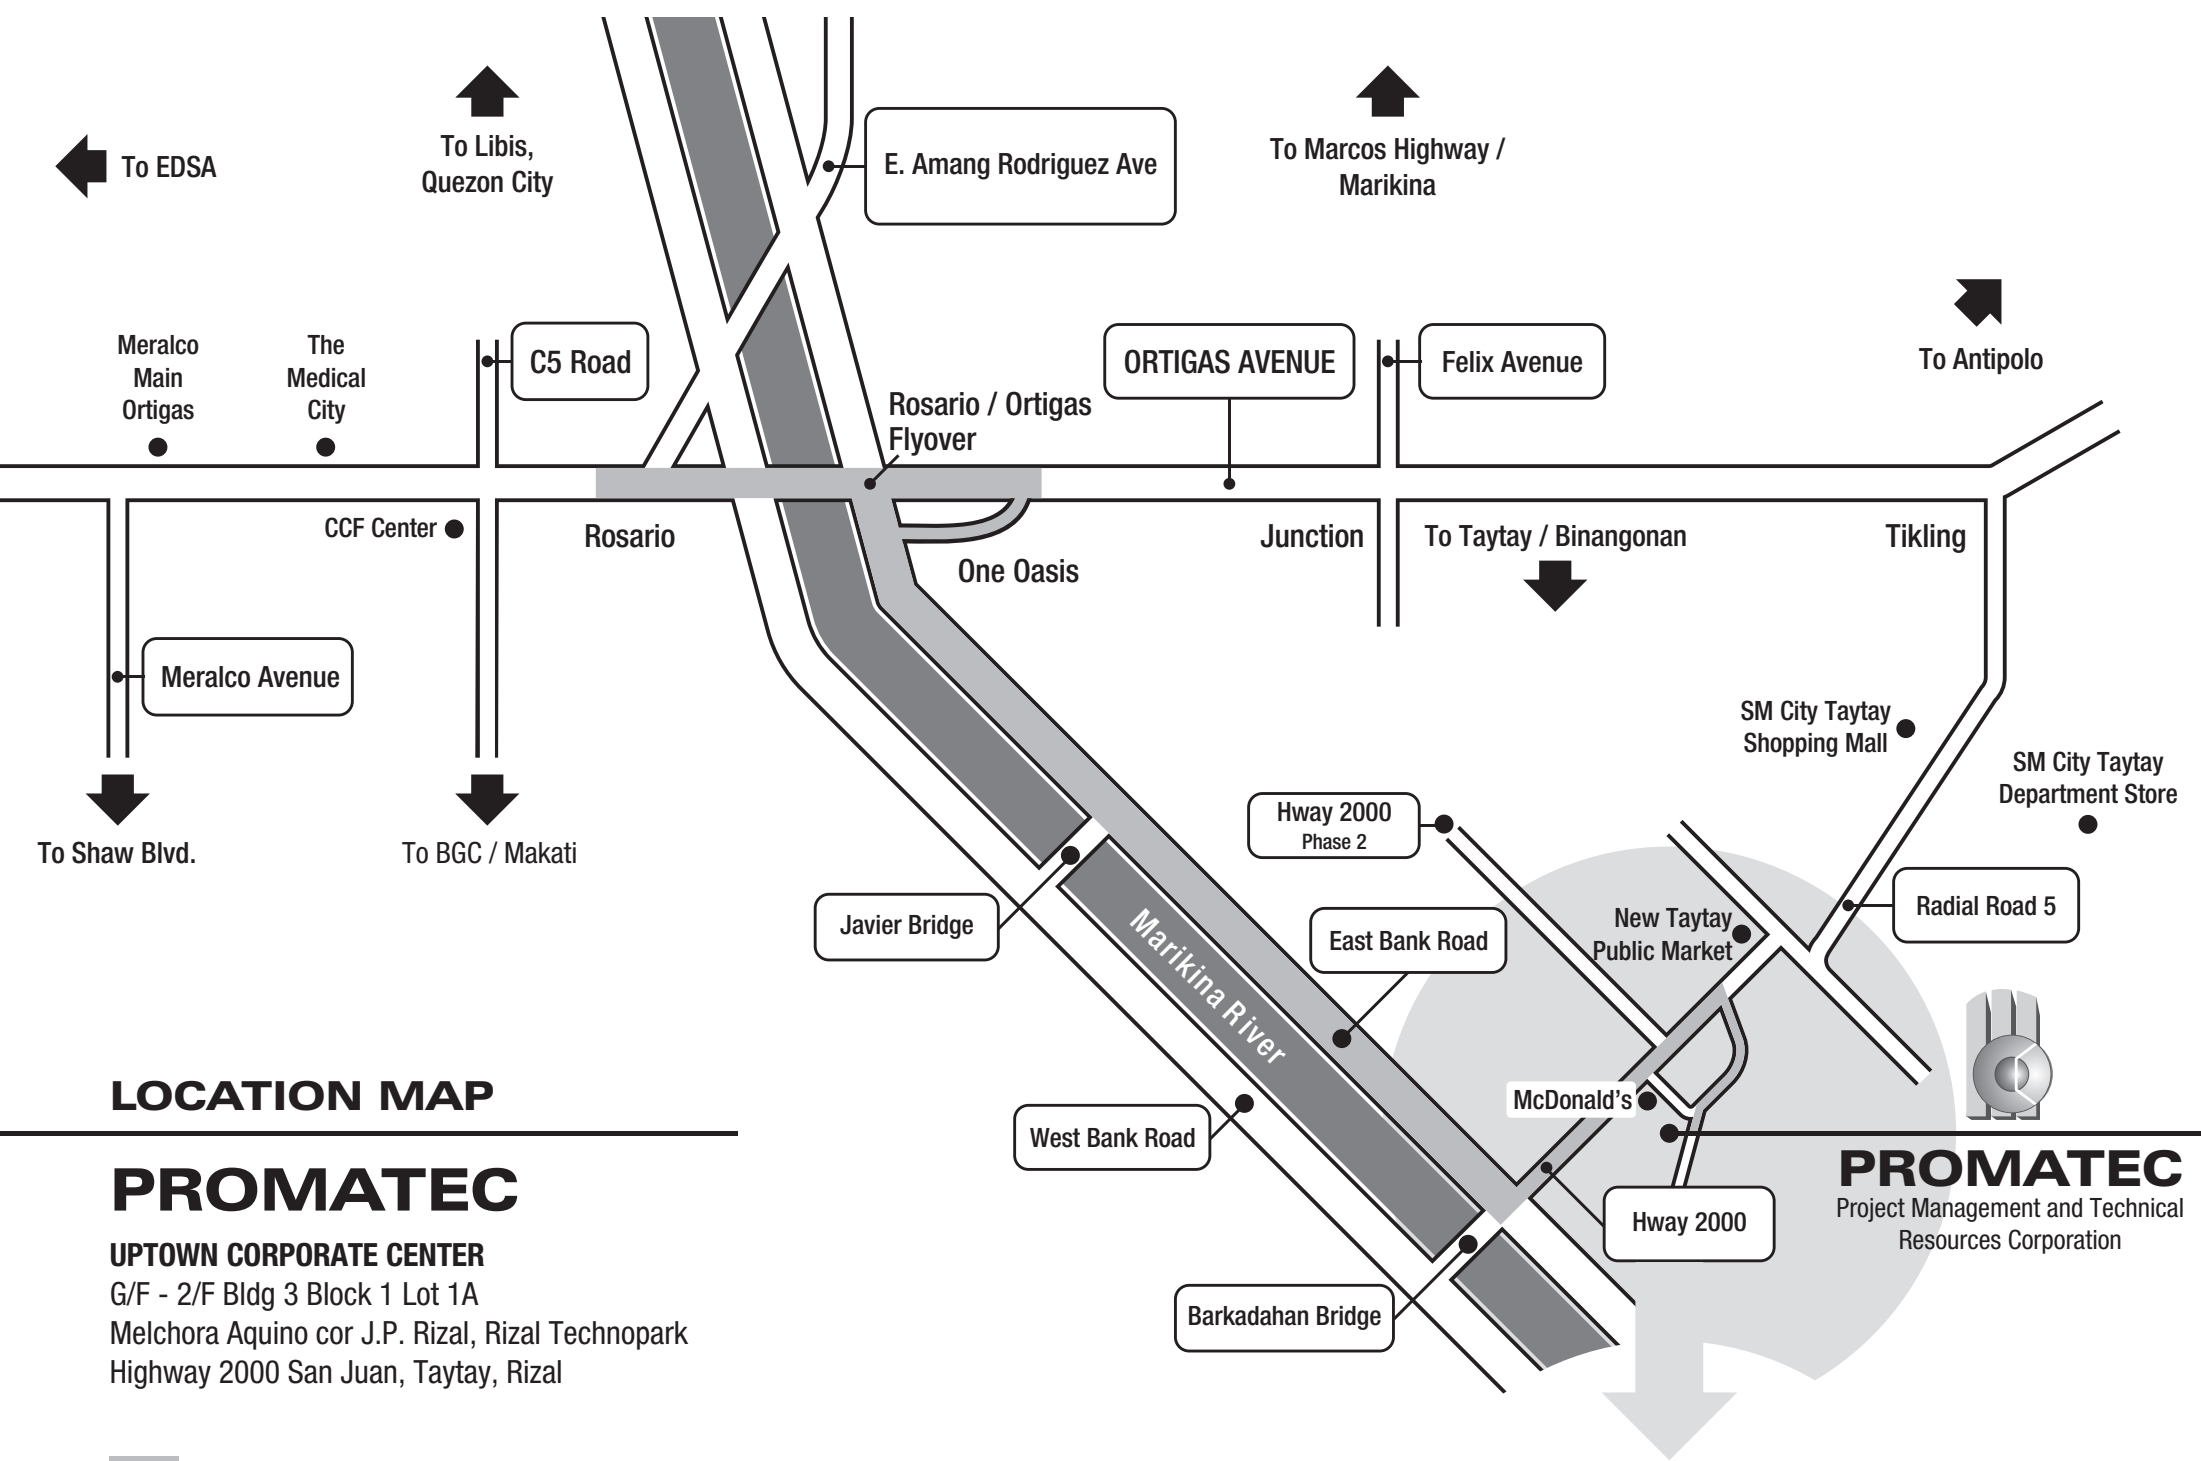 To EDSA
To Libis,
Quezon City
E. Amang Rodriguez Ave
To Marcos Highway /
Marikina
Meralco
Main
Ortigas
The
Medical
City
C5 Road
Rosario / Ortigas
Flyover
ORTIGAS AVENUE
Felix Avenue
To Antipolo
CCF Center
Rosario
One Oasis
Junction
To Taytay / Binangonan
Tikling
Meralco Avenue
To Shaw Blvd.
To BGC / Makati
SM City Taytay
Shopping Mall
SM City Taytay
Department Store
Hway 2000
Phase 2
Javier Bridge
Marikina River
East Bank Road
New Taytay
Public Market
Radial Road 5
McDonald's
West Bank Road
Hway 2000
Barkadahan Bridge
PROMATEC
Project Management and Technical
Resources Corporation
LOCATION MAP
PROMATEC
UPTOWN CORPORATE CENTER
G/F - 2/F Bldg 3 Block 1 Lot 1A
Melchora Aquino cor J.P. Rizal, Rizal Technopark
Highway 2000 San Juan, Taytay, Rizal